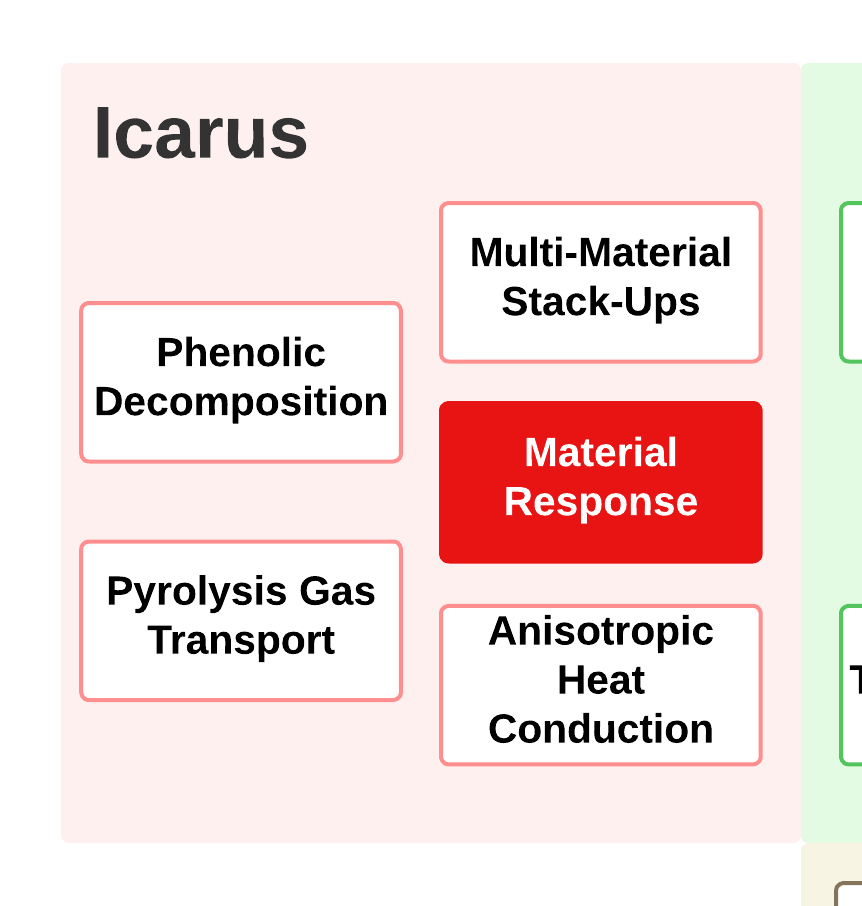 Icarus
Multi-Material
Stack-Ups
Phenolic
Decomposition
Material
Response
Pyrolysis Gas
Transport
Anisotropic
Heat
Conduction